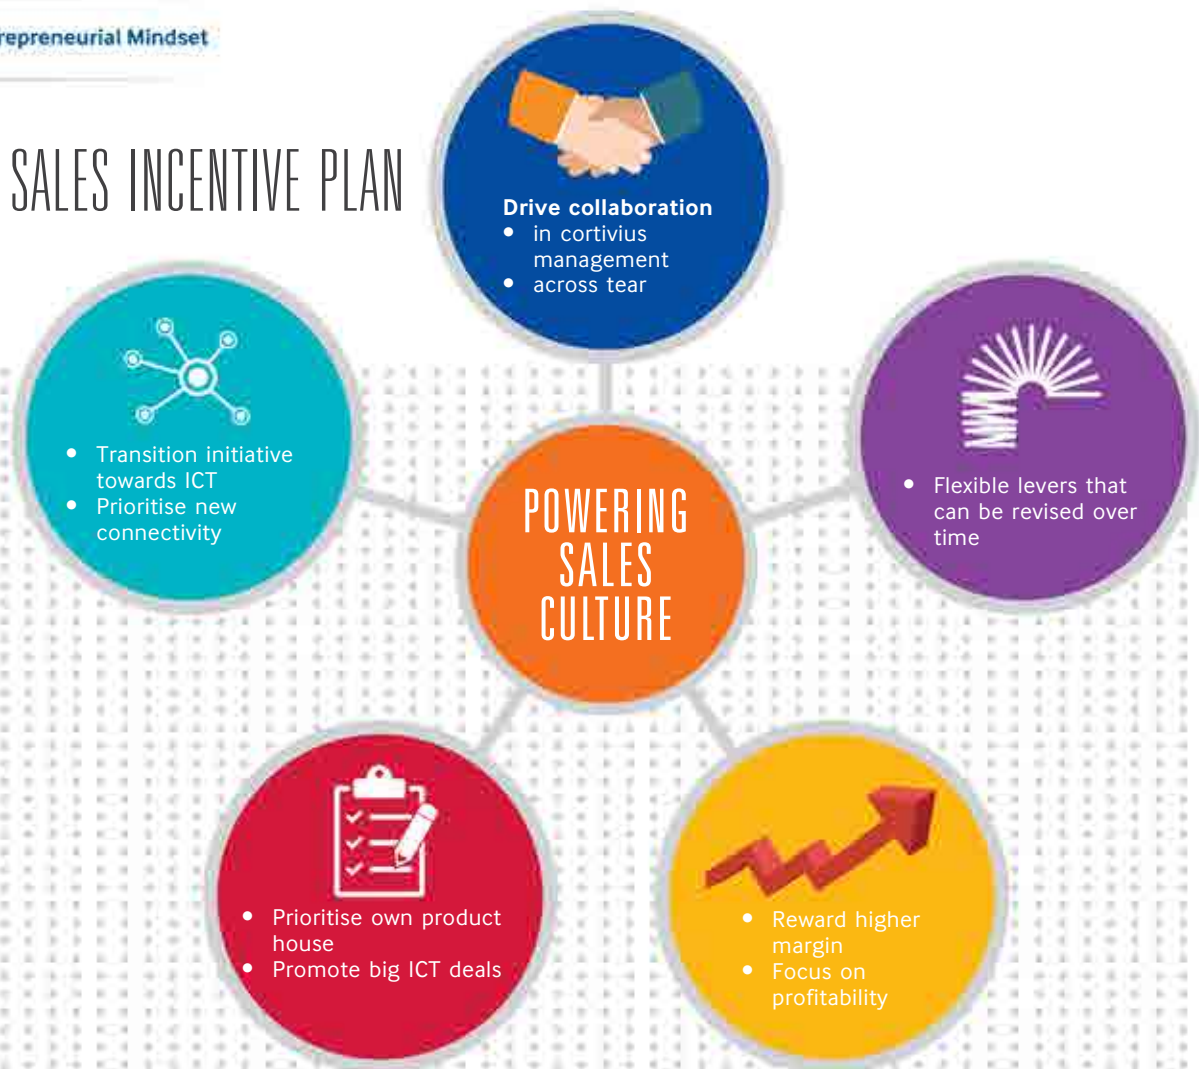 repreneurial Mindset
SALES INCENTIVE PLAN
Drive collaboration
• in cortivius
management
• across tear
• Transition initiative
towards ICT
• Prioritise new
connectivity
• Flexible levers that
can be revised over
time
POWERING
SALES
CULTURE
• Prioritise own product
house
• Promote big ICT deals
• Reward higher
margin
• Focus on
profitability